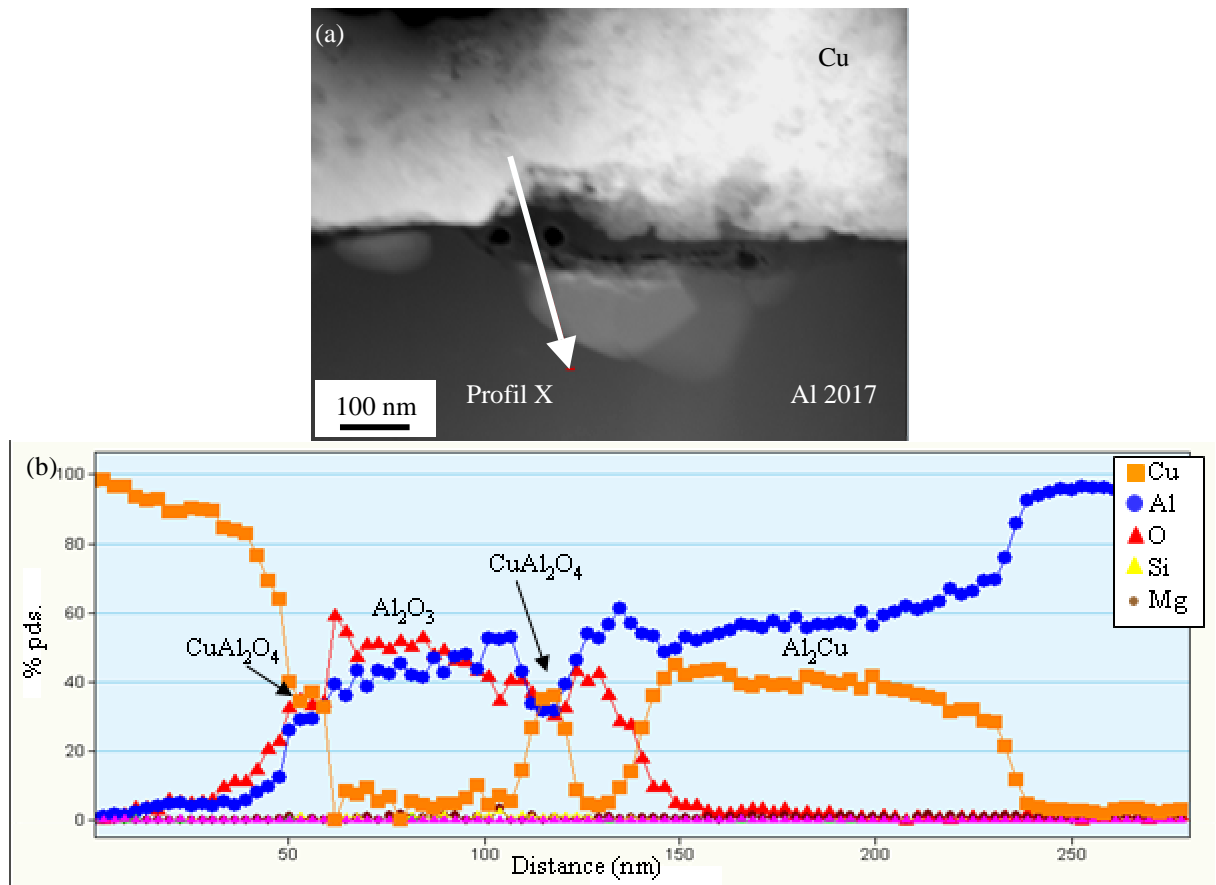 (a)
Cu
Profil X
Al 2017
100 nm
(b)
100
80
60
40
20
0
% pds.
CuAl₂O₄
Al₂O₃
CuAl₂O₄
Al₂Cu
Cu
Al
O
Si
Mg
50
100
150
200
250
Distance (nm)